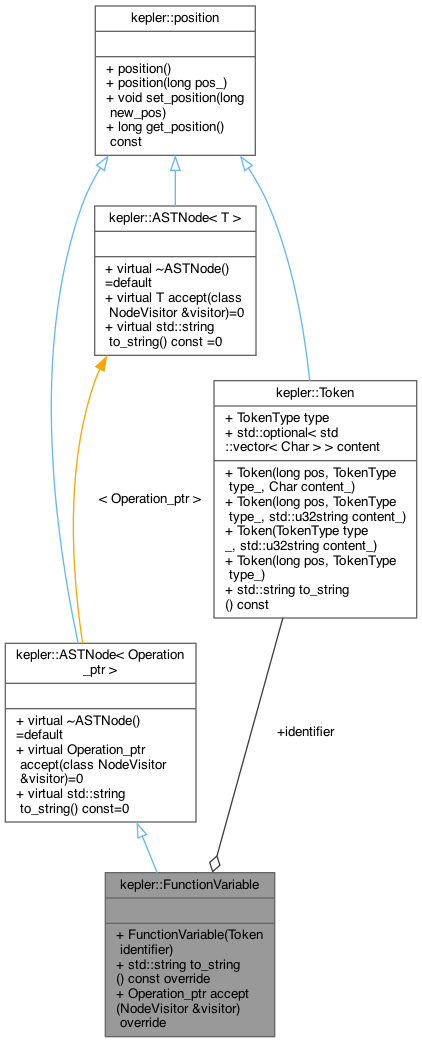 kepler::position
+ position()
+ position(long pos_)
+ void set_position(long
new_pos)
+ long get_position()
const
kepler::ASTNode< T >
+ virtual ~ASTNode()
=default
+ virtual T accept(class
NodeVisitor &visitor)=0
+ virtual std::string
to_string() const =0
kepler::Token
+ TokenType type
+ std::optional< std
::vector< Char > > content
+ Token(long pos, TokenType
type_, Char content_)
+ Token(long pos, TokenType
type_, std::u32string content_)
+ Token(TokenType type
_, std::u32string content_)
+ Token(long pos, TokenType
type_)
+ std::string to_string
() const
< Operation_ptr >
kepler::ASTNode< Operation
_ptr >
+ virtual ~ASTNode()
=default
+ virtual Operation_ptr
accept(class NodeVisitor
&visitor)=0
+ virtual std::string
to_string() const=0
+identifier
kepler::FunctionVariable
+ FunctionVariable(Token
identifier)
+ std::string to_string
() const override
+ Operation_ptr accept
(NodeVisitor &visitor)
override